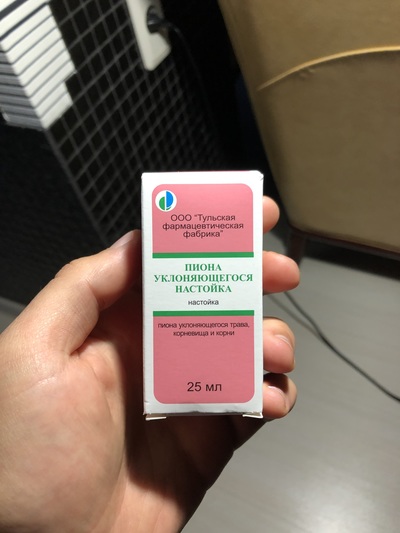 ООО "Тульская
фармацевтическая
фабрика"
ПИОНА
УКЛОНЯЮЩЕГОСЯ
НАСТОЙКА
настойка
пиона уклоняющегося трава,
корневища и корни
25 мл